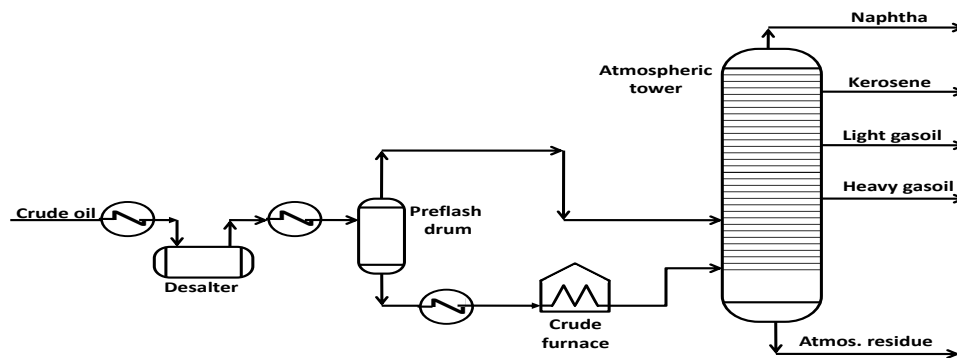 Naphtha
Atmospheric
tower
Kerosene
Light gasoil
Heavy gasoil
Crude oil
Preflash
drum
Desalter
Crude
furnace
Atmos. residue